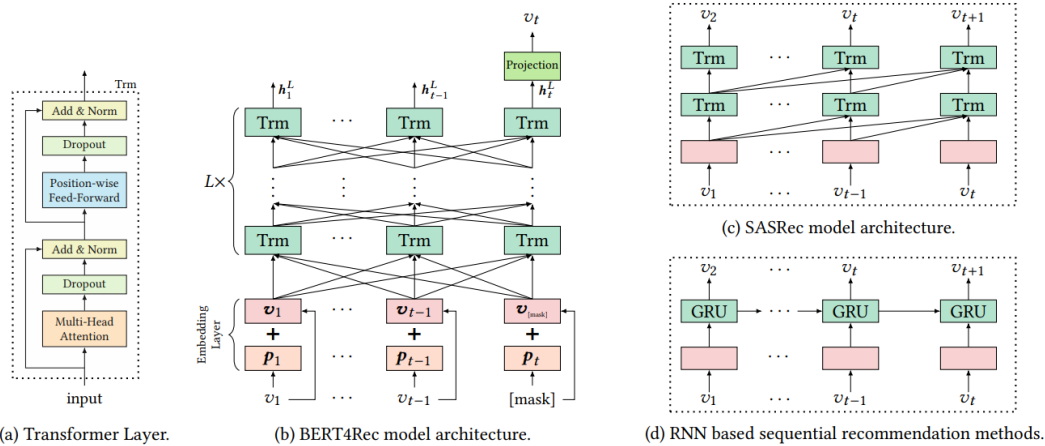 Trm
Add & Norm
Dropout
Position-wise
Feed-Forward
Add & Norm
Dropout
Multi-Head
Attention
input
(a) Transformer Layer.
v_t
Projection
h_1^L h_{t-1}^L h_t^L
Trm ... Trm Trm
L×
Trm ... Trm Trm
Embedding
Layer
v_1 ... v_{t-1} v_[mask]
+ + +
p_1 ... p_{t-1} p_t
v_1 ... v_{t-1} [mask]
(b) BERT4Rec model architecture.
v_2 ... v_t v_{t+1}
Trm ... Trm Trm
Trm ... Trm Trm
v_1 ... v_{t-1} v_t
(c) SASRec model architecture.
v_2 ... v_t v_{t+1}
GRU ... GRU GRU
v_1 ... v_{t-1} v_t
(d) RNN based sequential recommendation methods.